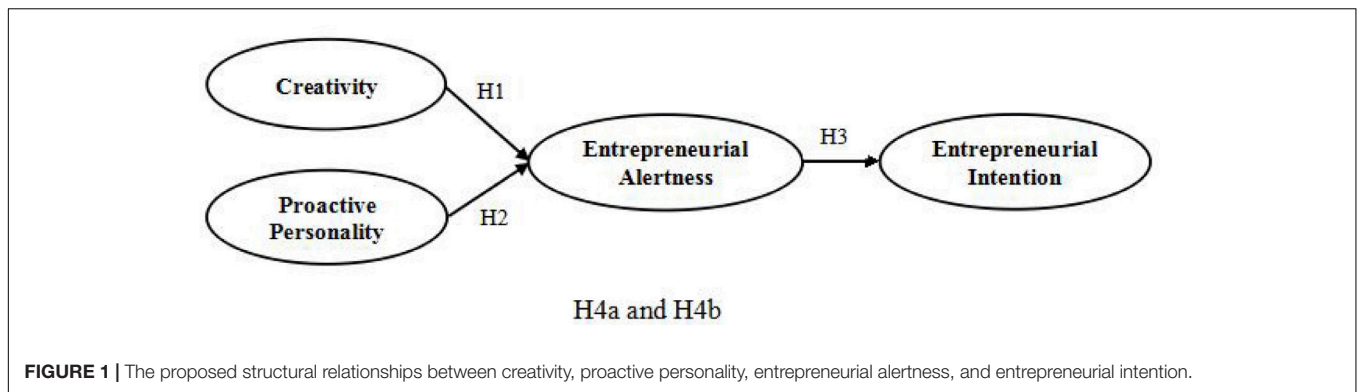 Creativity
H1
Proactive
Personality
H2
Entrepreneurial
Alertness
H3
Entrepreneurial
Intention
H4a and H4b
FIGURE 1 | The proposed structural relationships between creativity, proactive personality, entrepreneurial alertness, and entrepreneurial intention.